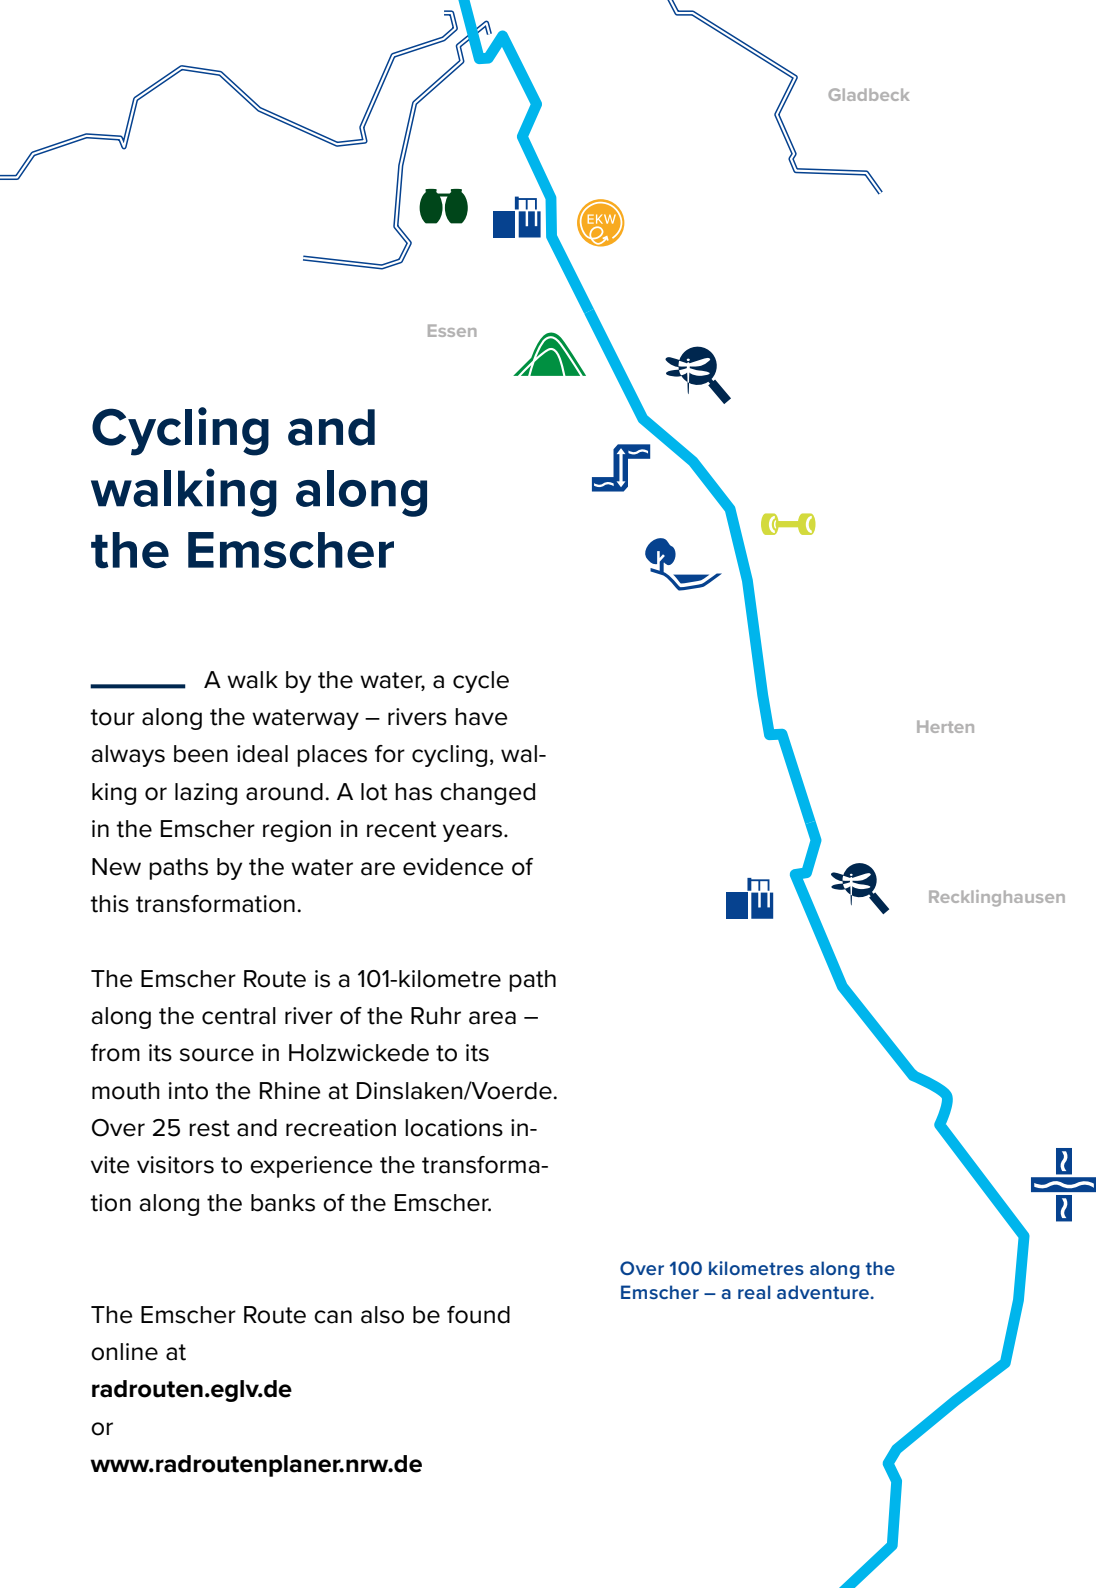 Gladbeck
EKW
Essen
Cycling and
walking along
the Emscher
A walk by the water, a cycle
tour along the waterway – rivers have
always been ideal places for cycling, wal-
king or lazing around. A lot has changed
in the Emscher region in recent years.
New paths by the water are evidence of
this transformation.
Herten
Recklinghausen
The Emscher Route is a 101-kilometre path
along the central river of the Ruhr area –
from its source in Holzwickede to its
mouth into the Rhine at Dinslaken/Voerde.
Over 25 rest and recreation locations in-
vite visitors to experience the transforma-
tion along the banks of the Emscher.
Over 100 kilometres along the
Emscher – a real adventure.
The Emscher Route can also be found
online at
radrouten.eglv.de
or
www.radroutenplaner.nrw.de